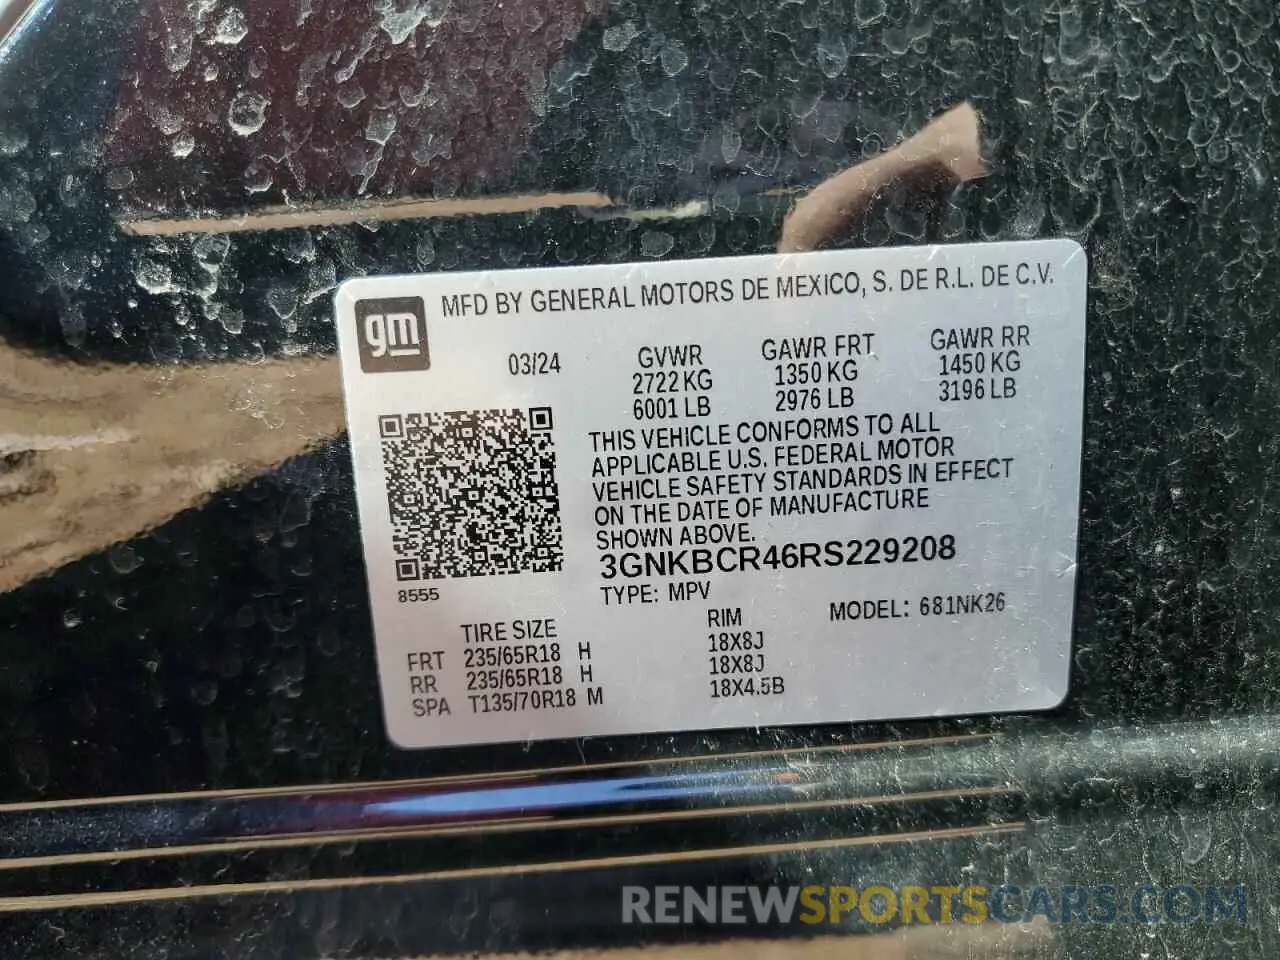 gm
MFD BY GENERAL MOTORS DE MEXICO, S. DE R.L. DE C.V.
03/24 GVWR GAWR FRT GAWR RR
2722 KG 1350 KG 1450 KG
6001 LB 2976 LB 3196 LB
THIS VEHICLE CONFORMS TO ALL
APPLICABLE U.S. FEDERAL MOTOR
VEHICLE SAFETY STANDARDS IN EFFECT
ON THE DATE OF MANUFACTURE
SHOWN ABOVE.
3GNKBCR46RS229208
8555 TYPE: MPV
MODEL: 681NK26
TIRE SIZE RIM
FRT 235/65R18 H 18X8J
RR 235/65R18 H 18X8J
SPA T135/70R18 M 18X4.5B
RENEWSPORTSCARS.COM